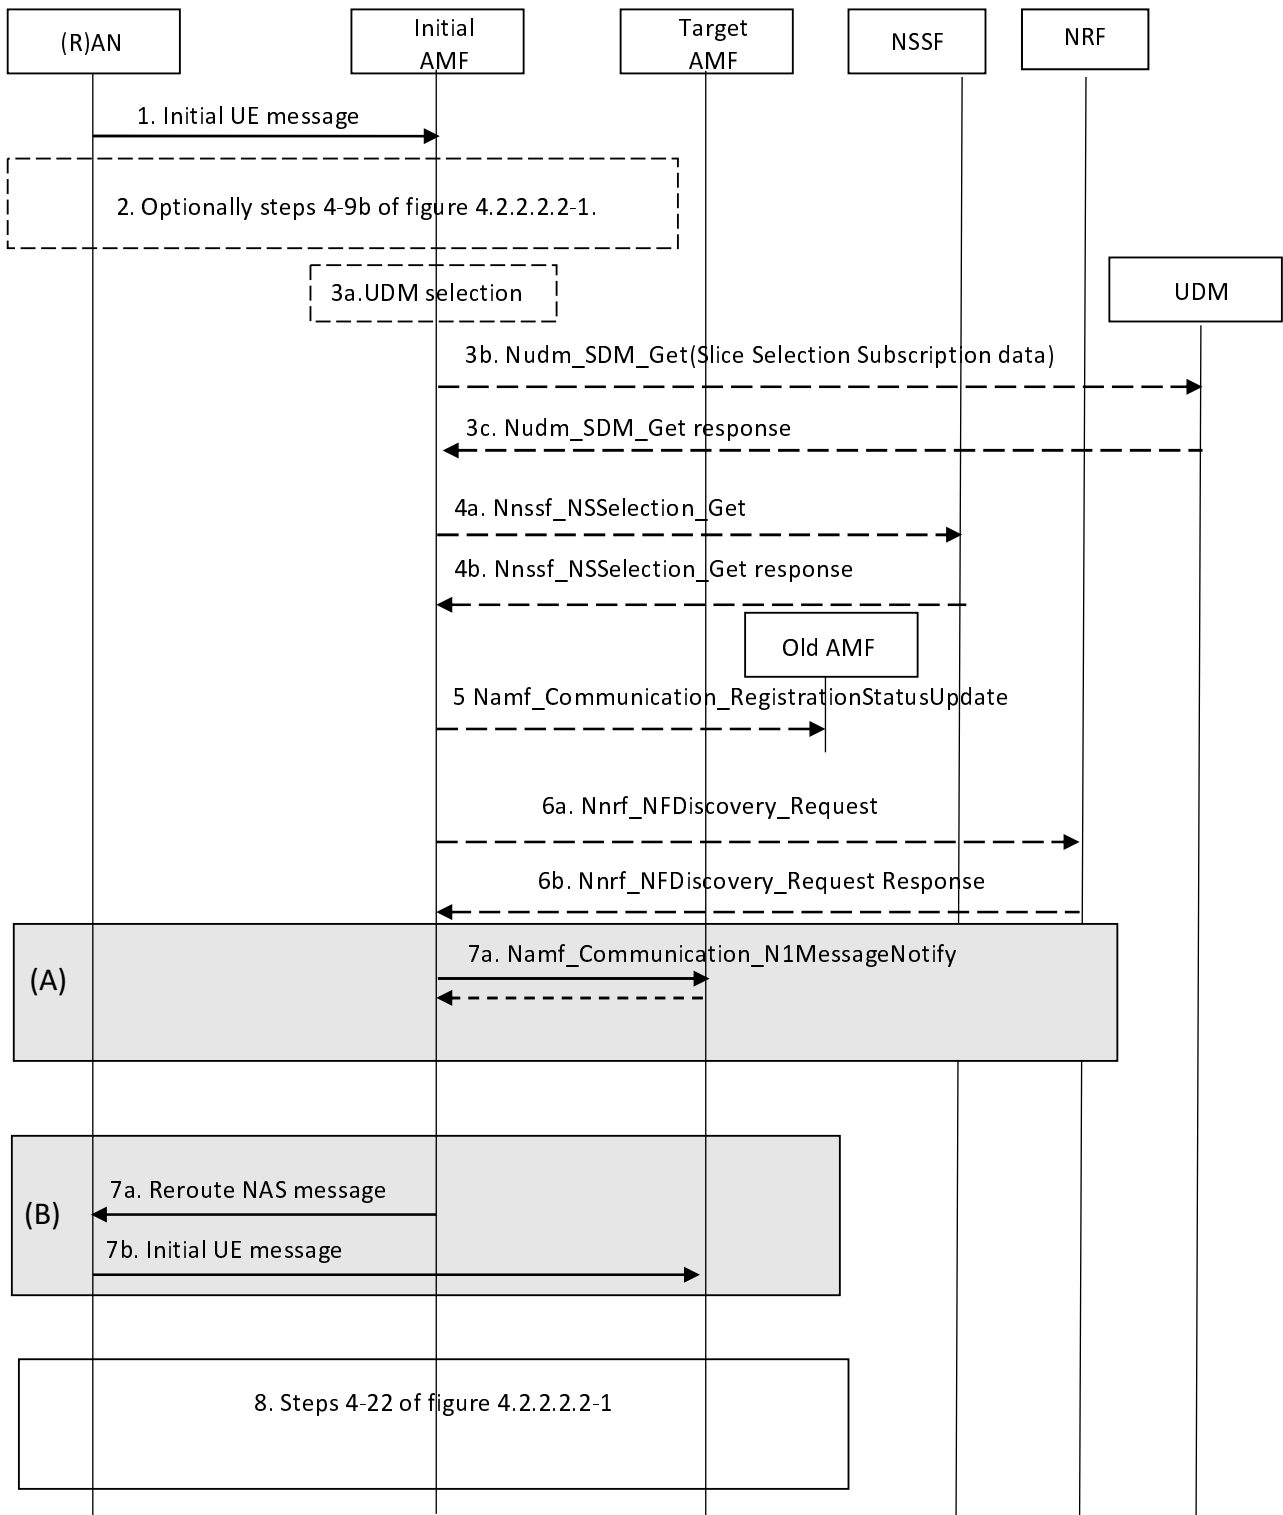 (R)AN
Initial
AMF
Target
AMF
NSSF
NRF
1. Initial UE message
2. Optionally steps 4-9b of figure 4.2.2.2.2-1.
3a.UDM selection
UDM
3b. Nudm_SDM_Get(Slice Selection Subscription data)
3c. Nudm_SDM_Get response
4a. Nnssf_NSSelection_Get
4b. Nnssf_NSSelection_Get response
Old AMF
5 Namf_Communication_RegistrationStatusUpdate
6a. Nnrf_NFDiscovery_Request
6b. Nnrf_NFDiscovery_Request Response
(A)
7a. Namf_Communication_N1MessageNotify
(B)
7a. Reroute NAS message
7b. Initial UE message
8. Steps 4-22 of figure 4.2.2.2.2-1